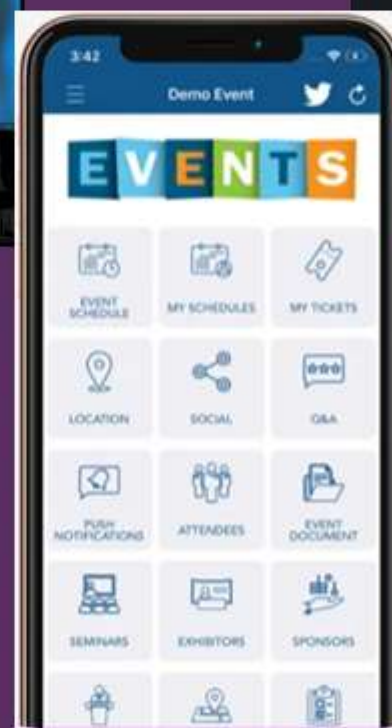 3:42
Demo Event
EVENTS
EVENT
SCHEDULE
MY SCHEDULES
MY TICKETS
LOCATION
SOCIAL
Q&A
PUSH
NOTIFICATIONS
ATTENDEES
EVENT
DOCUMENT
SEMINARS
EXHIBITORS
SPONSORS